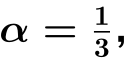 α = 1/3,